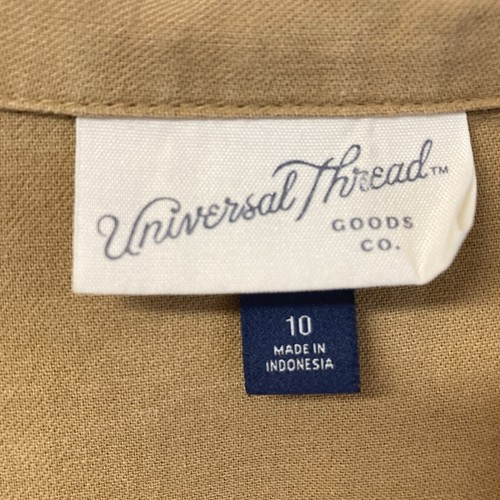 Universal Thread™
GOODS
CO.
10
MADE IN
INDONESIA